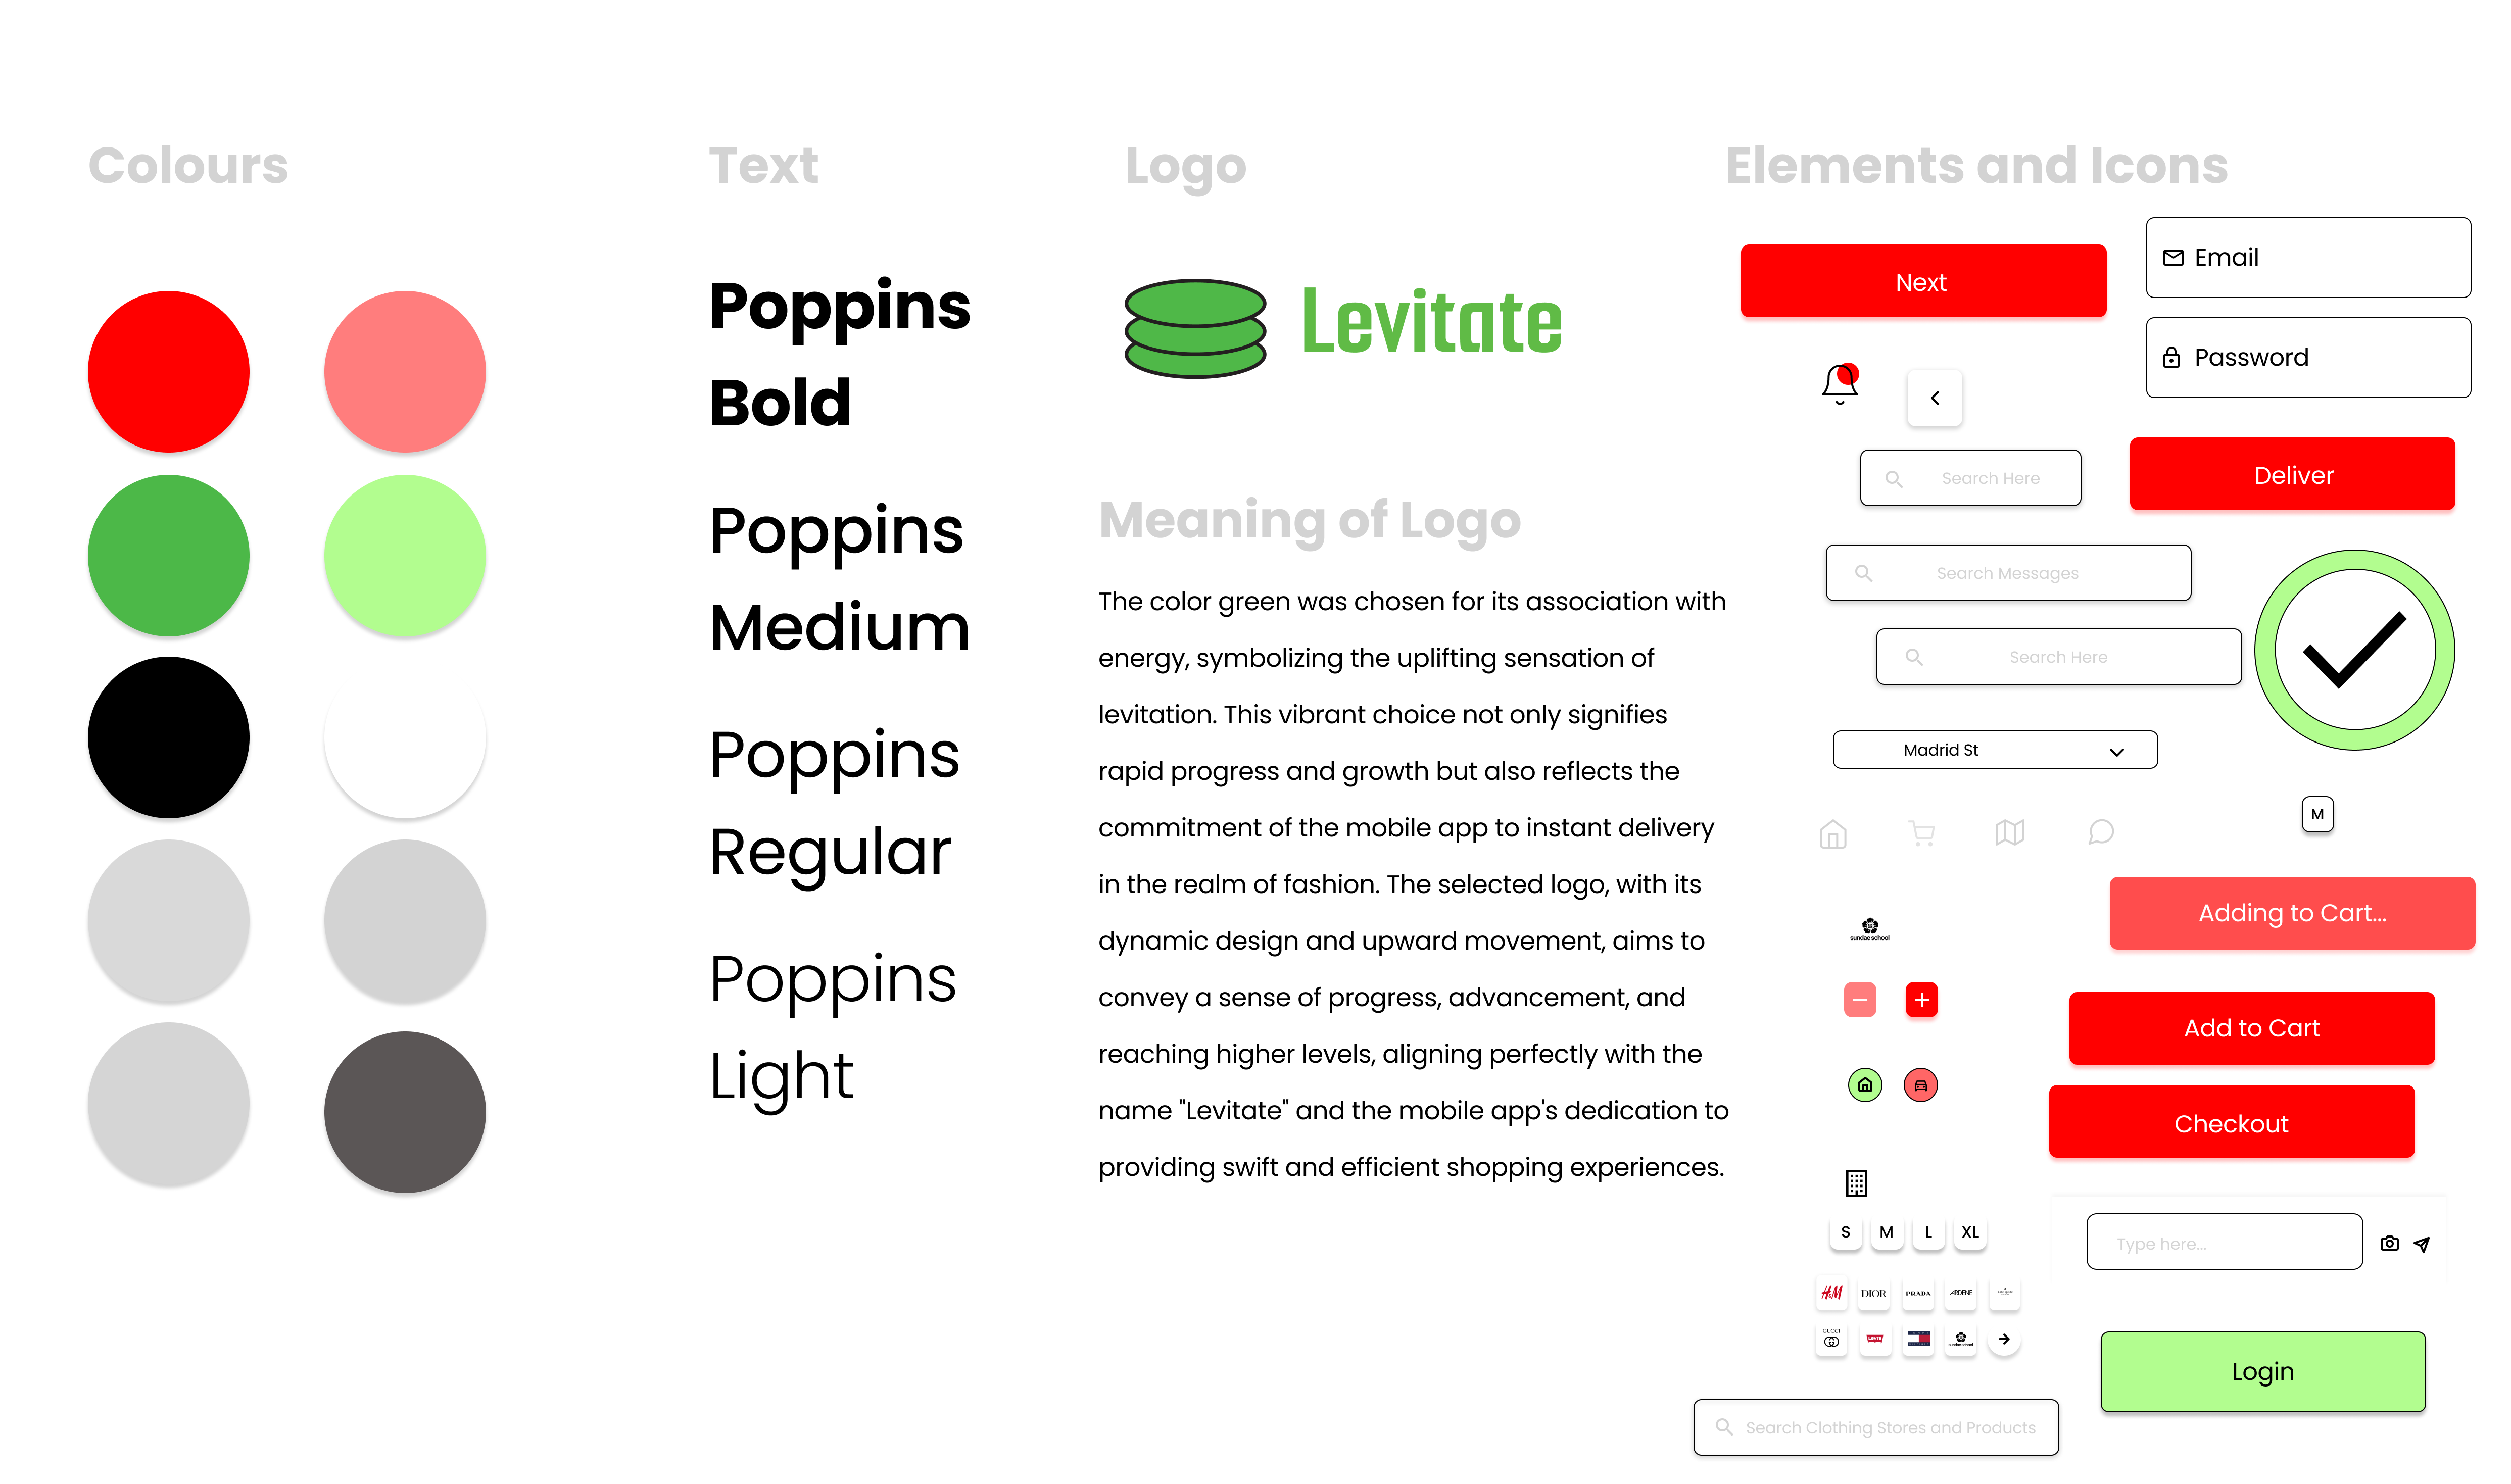 Colours
Text
Logo
Elements and Icons
Poppins
Bold
Poppins
Medium
Poppins
Regular
Poppins
Light
Levitate
Meaning of Logo
The color green was chosen for its association with
energy, symbolizing the uplifting sensation of
levitation. This vibrant choice not only signifies
rapid progress and growth but also reflects the
commitment of the mobile app to instant delivery
in the realm of fashion. The selected logo, with its
dynamic design and upward movement, aims to
convey a sense of progress, advancement, and
reaching higher levels, aligning perfectly with the
name "Levitate" and the mobile app's dedication to
providing swift and efficient shopping experiences.
Next
Email
Password
Search Here
Deliver
Search Messages
Search Here
Madrid St
M
Adding to Cart...
sundae school
Add to Cart
Checkout
S M L XL
Type here...
H&M DIOR PRADA ARDENE
GUCCI Levi's sundae school
Login
Search Clothing Stores and Products